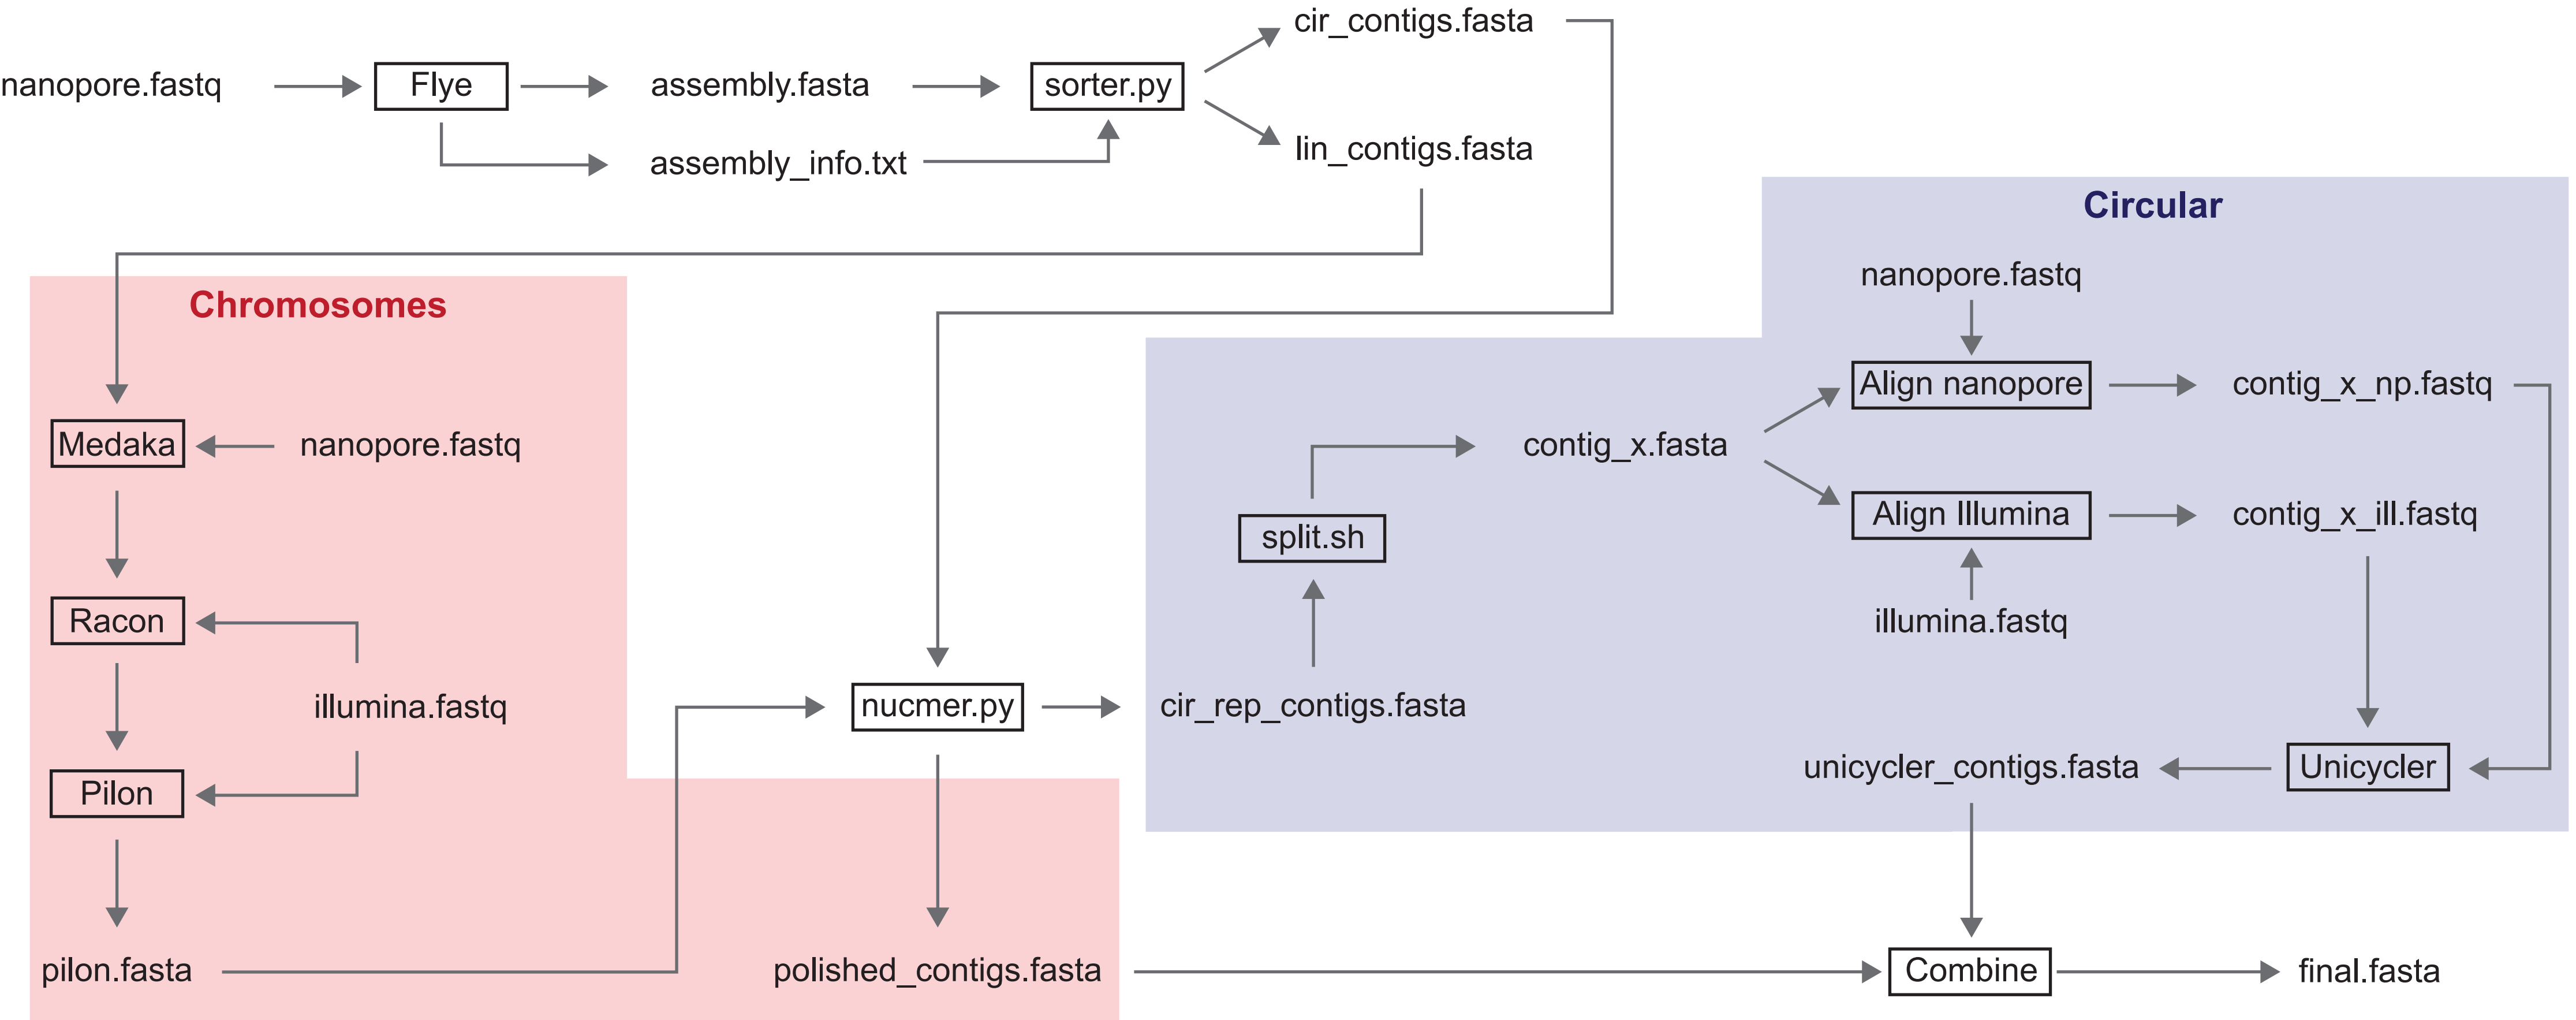 cir_contigs.fasta
nanopore.fastq
Flye
assembly.fasta
sorter.py
assembly_info.txt
lin_contigs.fasta
Chromosomes
Medaka
nanopore.fastq
Racon
illumina.fastq
Pilon
pilon.fasta
nucmer.py
polished_contigs.fasta
Circular
nanopore.fastq
Align nanopore
contig_x_np.fastq
contig_x.fasta
Align Illumina
contig_x_ill.fastq
split.sh
illumina.fastq
cir_rep_contigs.fasta
unicycler_contigs.fasta
Unicycler
Combine
final.fasta